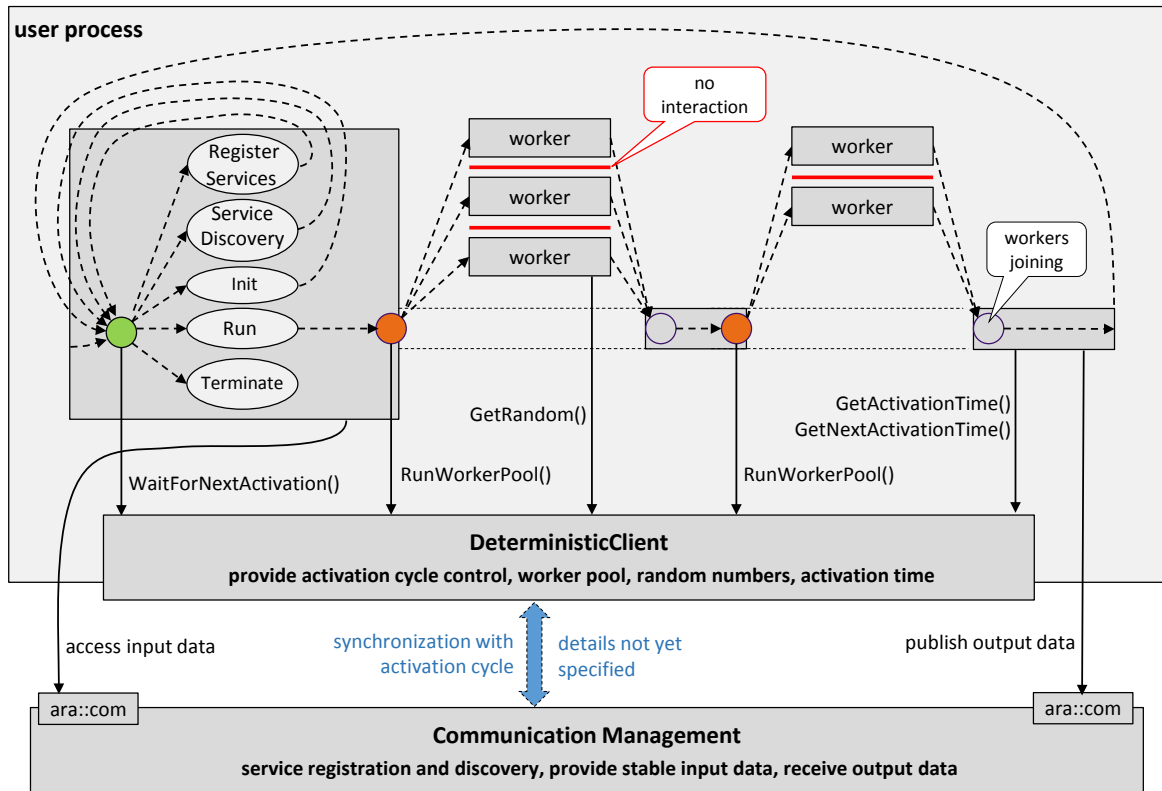 user process
no
interaction
Register
Services
worker
worker
Service
Discovery
worker
worker
workers
joining
worker
Init
Run
Terminate
GetRandom()
GetActivationTime()
GetNextActivationTime()
WaitForNextActivation()
RunWorkerPool()
RunWorkerPool()
DeterministicClient
provide activation cycle control, worker pool, random numbers, activation time
access input data
synchronization with
activation cycle
details not yet
specified
publish output data
ara::com
ara::com
Communication Management
service registration and discovery, provide stable input data, receive output data